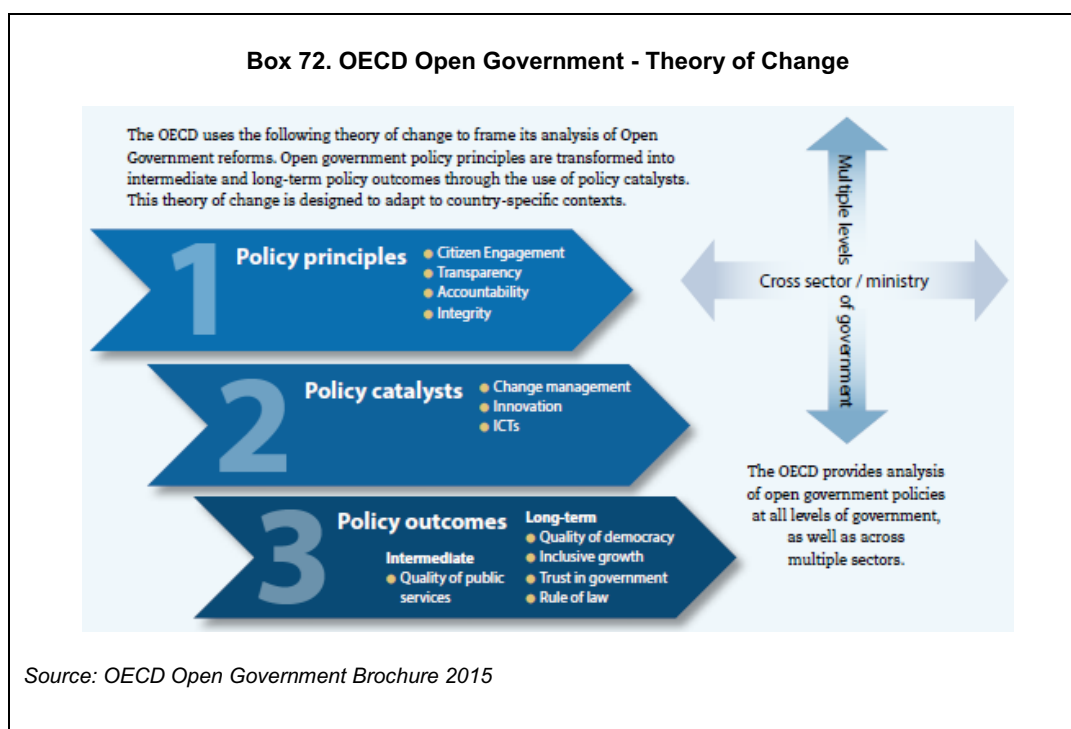 Box 72. OECD Open Government - Theory of Change
The OECD uses the following theory of change to frame its analysis of Open
Government reforms. Open government policy principles are transformed into
intermediate and long-term policy outcomes through the use of policy catalysts.
This theory of change is designed to adapt to country-specific contexts.
1
Policy principles
● Citizen Engagement
● Transparency
● Accountability
● Integrity
2
Policy catalysts
● Change management
● Innovation
● ICTs
3
Policy outcomes
Intermediate
● Quality of public
services
Long-term
● Quality of democracy
● Inclusive growth
● Trust in government
● Rule of law
Multiple levels of government
Cross sector / ministry
The OECD provides analysis
of open government policies
at all levels of government,
as well as across
multiple sectors.
Source: OECD Open Government Brochure 2015